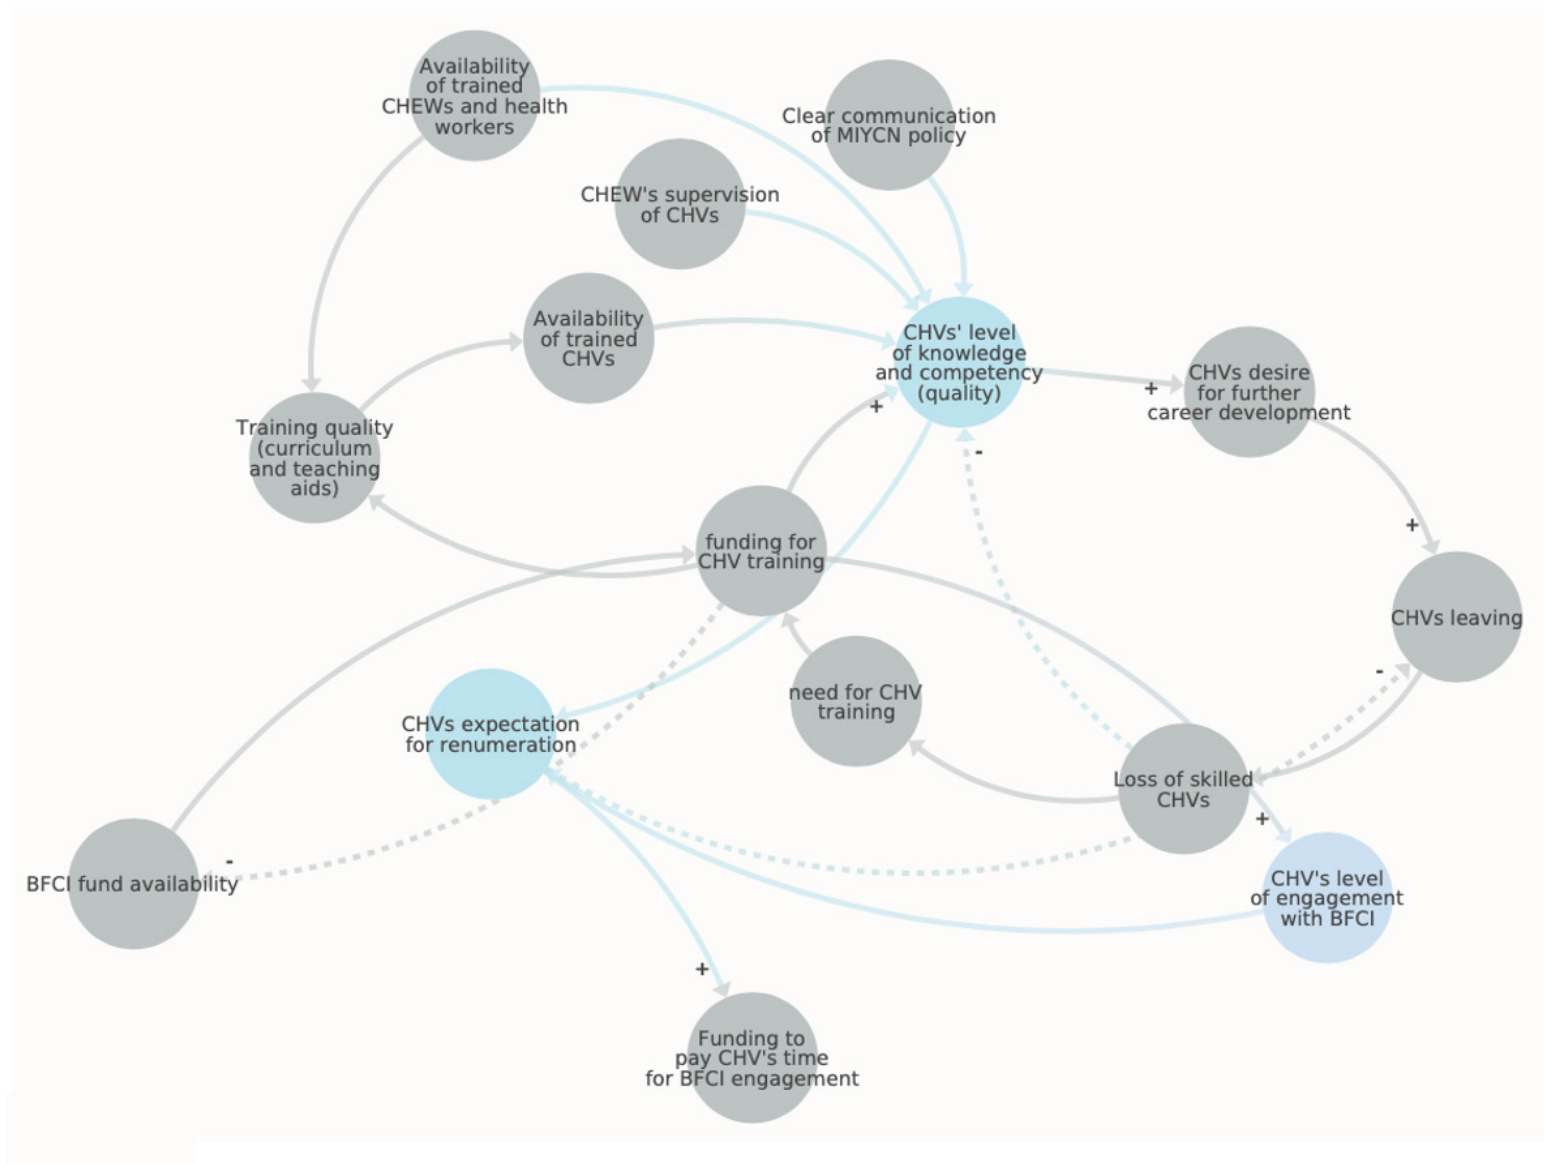 Availability
of trained
CHEWs and health
workers
Clear communication
of MIYCN policy
CHEW's supervision
of CHVs
Availability
of trained
CHVs
CHVs' level
of knowledge
and competency
(quality)
+
CHVs desire
for further
career development
+
Training quality
(curriculum
and teaching
aids)
-
+
funding for
CHV training
CHVs leaving
-
need for CHV
training
CHVs expectation
for renumeration
Loss of skilled
CHVs
+
-
BFCI fund availability
CHV's level
of engagement
with BFCI
+
Funding to
pay CHV's time
for BFCI engagement